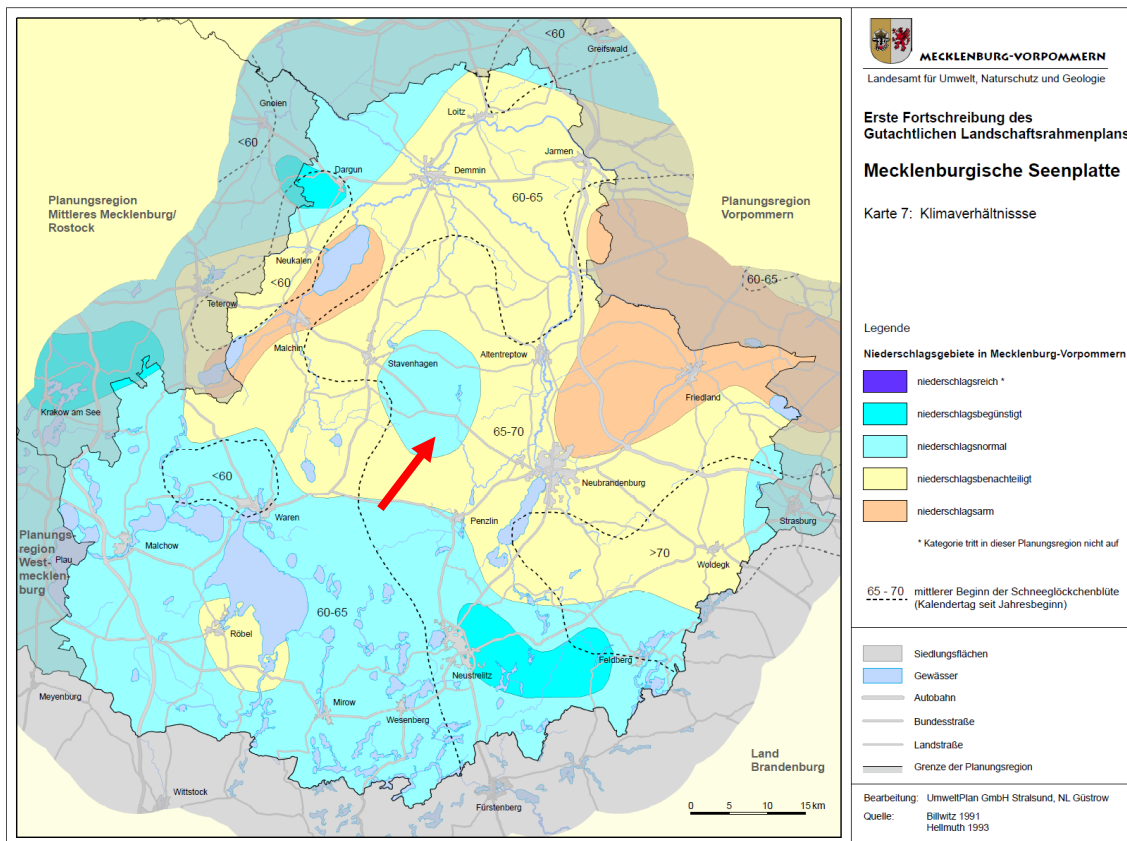 <60
Greifswald
Gnoien
<60
Loitz
Jarmen
Dargun
Demmin
60-65
Planungsregion
Mittleres Mecklenburg/
Rostock
Planungsregion
Vorpommern
Neukalen
<60
Teterow
60-65
Malchin
Stavenhagen
Altentreptow
Friedland
Krakow am See
65-70
<60
Neubrandenburg
Waren
Penzlin
Strasburg
Planungs
region
West-
mecklen-
burg
Plau
Malchow
>70
Woldegk
60-65
Röbel
Feldberg
Neustrelitz
Meyenburg
Mirow
Wesenberg
Land
Brandenburg
Wittstock
Fürstenberg
0 5 10 15 km
MECKLENBURG-VORPOMMERN
Landesamt für Umwelt, Naturschutz und Geologie
Erste Fortschreibung des
Gutachtlichen Landschaftsrahmenplans
Mecklenburgische Seenplatte
Karte 7: Klimaverhältnissse
Legende
Niederschlagsgebiete in Mecklenburg-Vorpommern
niederschlagsreich *
niederschlagsbegünstigt
niederschlagsnormal
niederschlagsbenachteiligt
niederschlagsarm
* Kategorie tritt in dieser Planungsregion nicht auf
65 - 70 mittlerer Beginn der Schneeglöckchenblüte
(Kalendertag seit Jahresbeginn)
Siedlungsflächen
Gewässer
Autobahn
Bundesstraße
Landstraße
Grenze der Planungsregion
Bearbeitung: UmweltPlan GmbH Stralsund, NL Güstrow
Quelle: Billwitz 1991
Hellmuth 1993